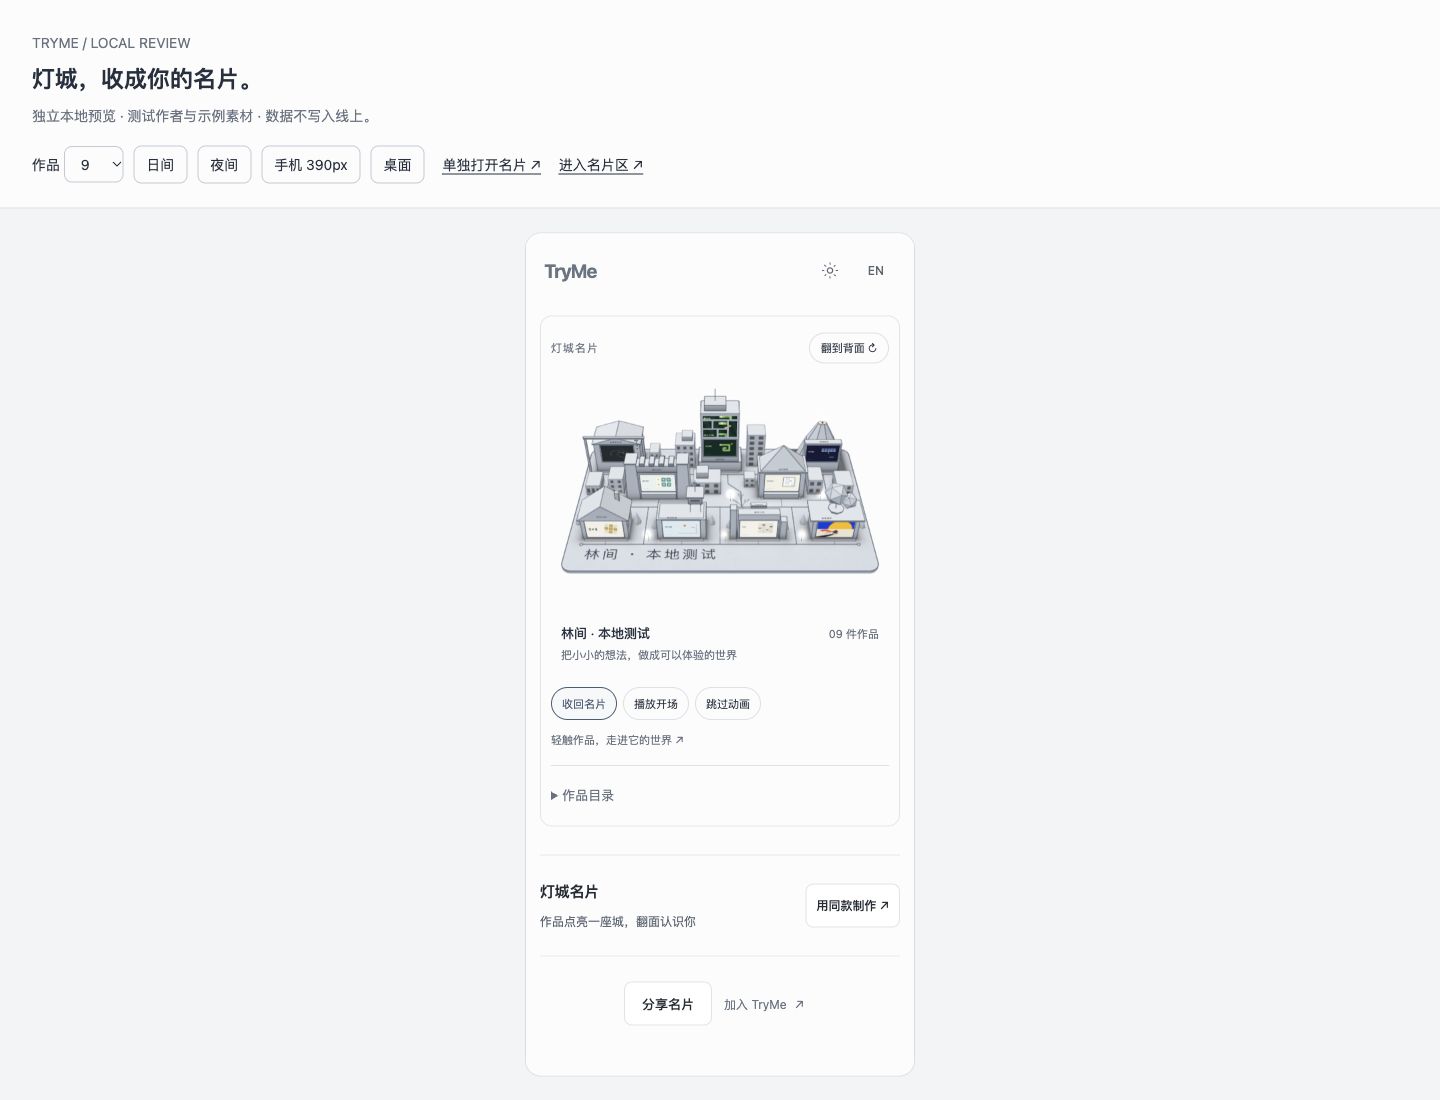 TRYME / LOCAL REVIEW
灯城，收成你的名片。
独立本地预览 · 测试作者与示例素材 · 数据不写入线上。
作品 9 日间 夜间 手机 390px 桌面 单独打开名片 ↗ 进入名片区 ↗
TryMe EN
灯城名片 翻到背面 ↻
林间 · 本地测试
林间 · 本地测试 09 件作品
把小小的想法，做成可以体验的世界
收回名片 播放开场 跳过动画
轻触作品，走进它的世界 ↗
▶ 作品目录
灯城名片
作品点亮一座城，翻面认识你
用同款制作 ↗
分享名片 加入 TryMe ↗